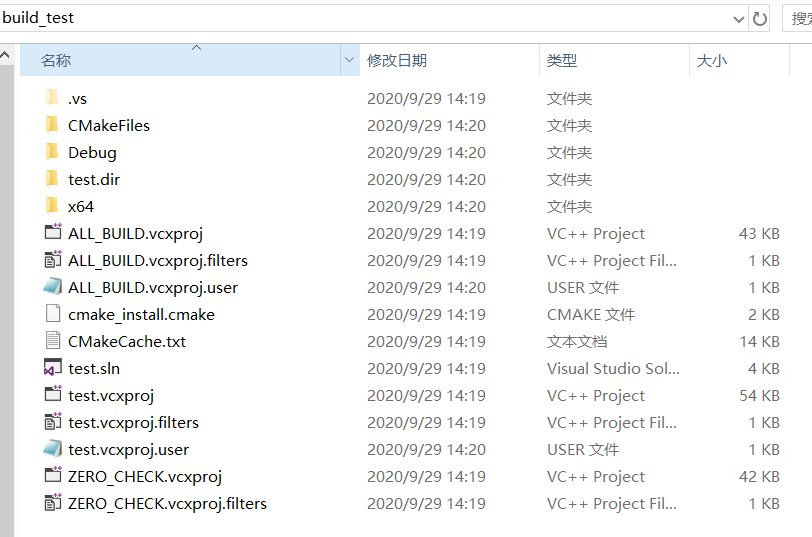 build_test 搜索
名称 修改日期 类型 大小
.vs 2020/9/29 14:19 文件夹
CMakeFiles 2020/9/29 14:20 文件夹
Debug 2020/9/29 14:20 文件夹
test.dir 2020/9/29 14:20 文件夹
x64 2020/9/29 14:20 文件夹
ALL_BUILD.vcxproj 2020/9/29 14:19 VC++ Project 43 KB
ALL_BUILD.vcxproj.filters 2020/9/29 14:19 VC++ Project Fil... 1 KB
ALL_BUILD.vcxproj.user 2020/9/29 14:20 USER 文件 1 KB
cmake_install.cmake 2020/9/29 14:19 CMAKE 文件 2 KB
CMakeCache.txt 2020/9/29 14:19 文本文档 14 KB
test.sln 2020/9/29 14:19 Visual Studio Sol... 4 KB
test.vcxproj 2020/9/29 14:19 VC++ Project 54 KB
test.vcxproj.filters 2020/9/29 14:19 VC++ Project Fil... 1 KB
test.vcxproj.user 2020/9/29 14:20 USER 文件 1 KB
ZERO_CHECK.vcxproj 2020/9/29 14:19 VC++ Project 42 KB
ZERO_CHECK.vcxproj.filters 2020/9/29 14:19 VC++ Project Fil... 1 KB